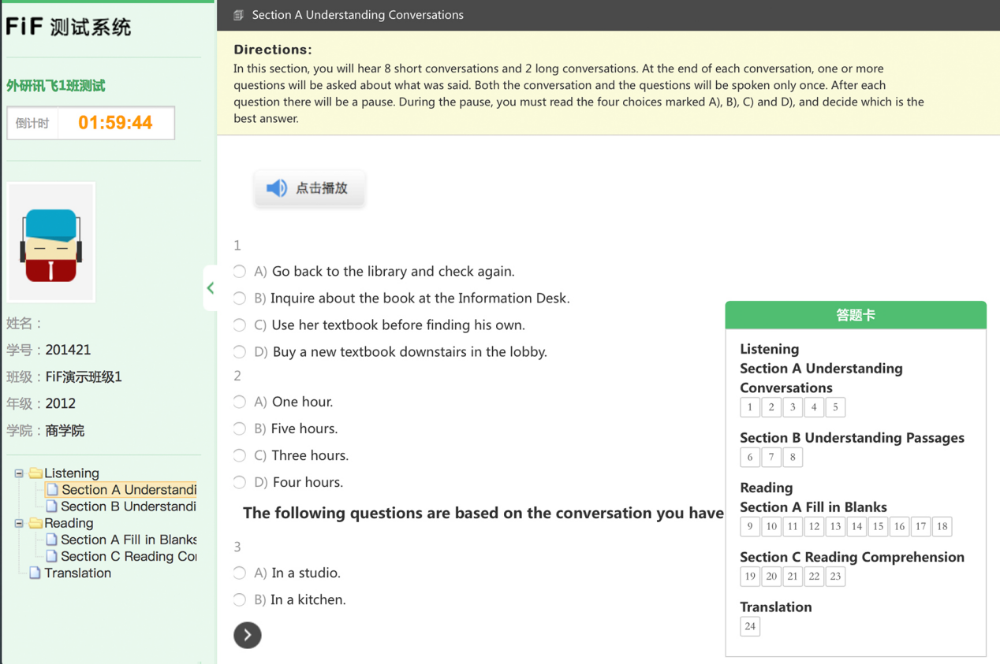 FiF 测试系统
外研讯飞1班测试
倒计时 01:59:44
姓名：
学号：201421
班级：FiF演示班级1
年级：2012
学院：商学院
Listening
Section A Understandi
Section B Understandi
Reading
Section A Fill in Blanks
Section C Reading Co
Translation
Section A Understanding Conversations
Directions:
In this section, you will hear 8 short conversations and 2 long conversations. At the end of each conversation, one or more
questions will be asked about what was said. Both the conversation and the questions will be spoken only once. After each
question there will be a pause. During the pause, you must read the four choices marked A), B), C) and D), and decide which is the
best answer.
点击播放
1
A) Go back to the library and check again.
B) Inquire about the book at the Information Desk.
C) Use her textbook before finding his own.
D) Buy a new textbook downstairs in the lobby.
2
A) One hour.
B) Five hours.
C) Three hours.
D) Four hours.
The following questions are based on the conversation you have
3
A) In a studio.
B) In a kitchen.
答题卡
Listening
Section A Understanding
Conversations
1 2 3 4 5
Section B Understanding Passages
6 7 8
Reading
Section A Fill in Blanks
9 10 11 12 13 14 15 16 17 18
Section C Reading Comprehension
19 20 21 22 23
Translation
24